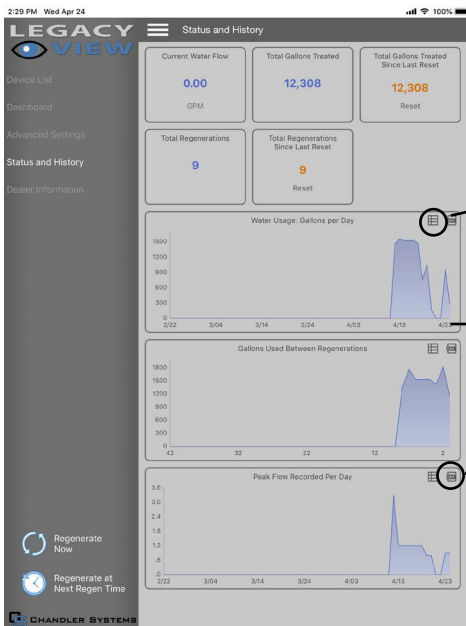 2:29 PM Wed Apr 24
100%
LEGACY
VIEW
Device List
Dashboard
Advanced Settings
Status and History
Dealer Information
Regenerate
Now
Regenerate at
Next Regen Time
CHANDLER SYSTEMS
Status and History
Current Water Flow
0.00
GPM
Total Gallons Treated
12,308
Total Gallons Treated
Since Last Reset
12,308
Reset
Total Regenerations
9
Total Regenerations
Since Last Reset
9
Reset
Water Usage: Gallons per Day
1500
1200
900
600
300
0
2/22 3/04 3/14 3/24 4/03 4/13 4/23
Gallons Used Between Regenerations
1800
1500
1200
900
600
300
0
42 32 22 12 2
Peak Flow Recorded Per Day
3.6
3.0
2.4
1.8
1.2
.6
.0
2/22 3/04 3/14 3/24 4/03 4/13 4/23